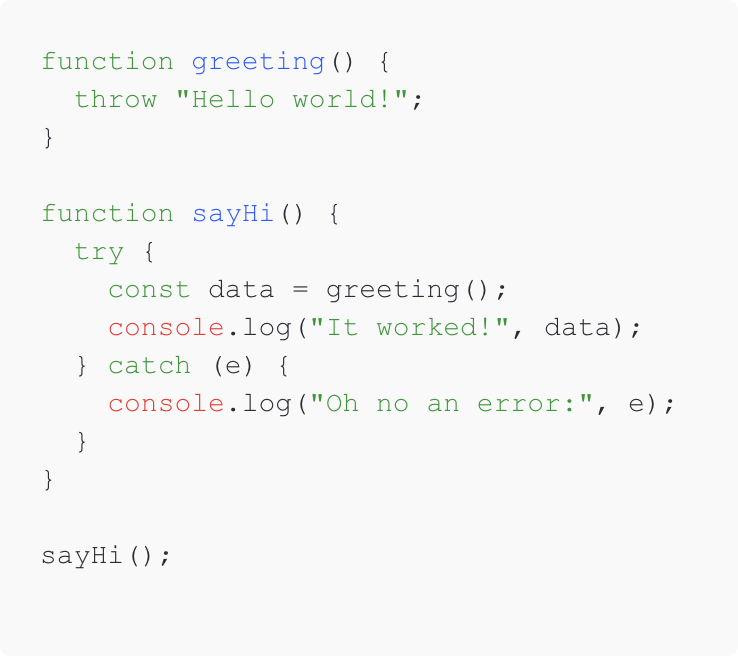 function greeting() {
  throw "Hello world!";
}

function sayHi() {
  try {
    const data = greeting();
    console.log("It worked!", data);
  } catch (e) {
    console.log("Oh no an error:", e);
  }
}

sayHi();